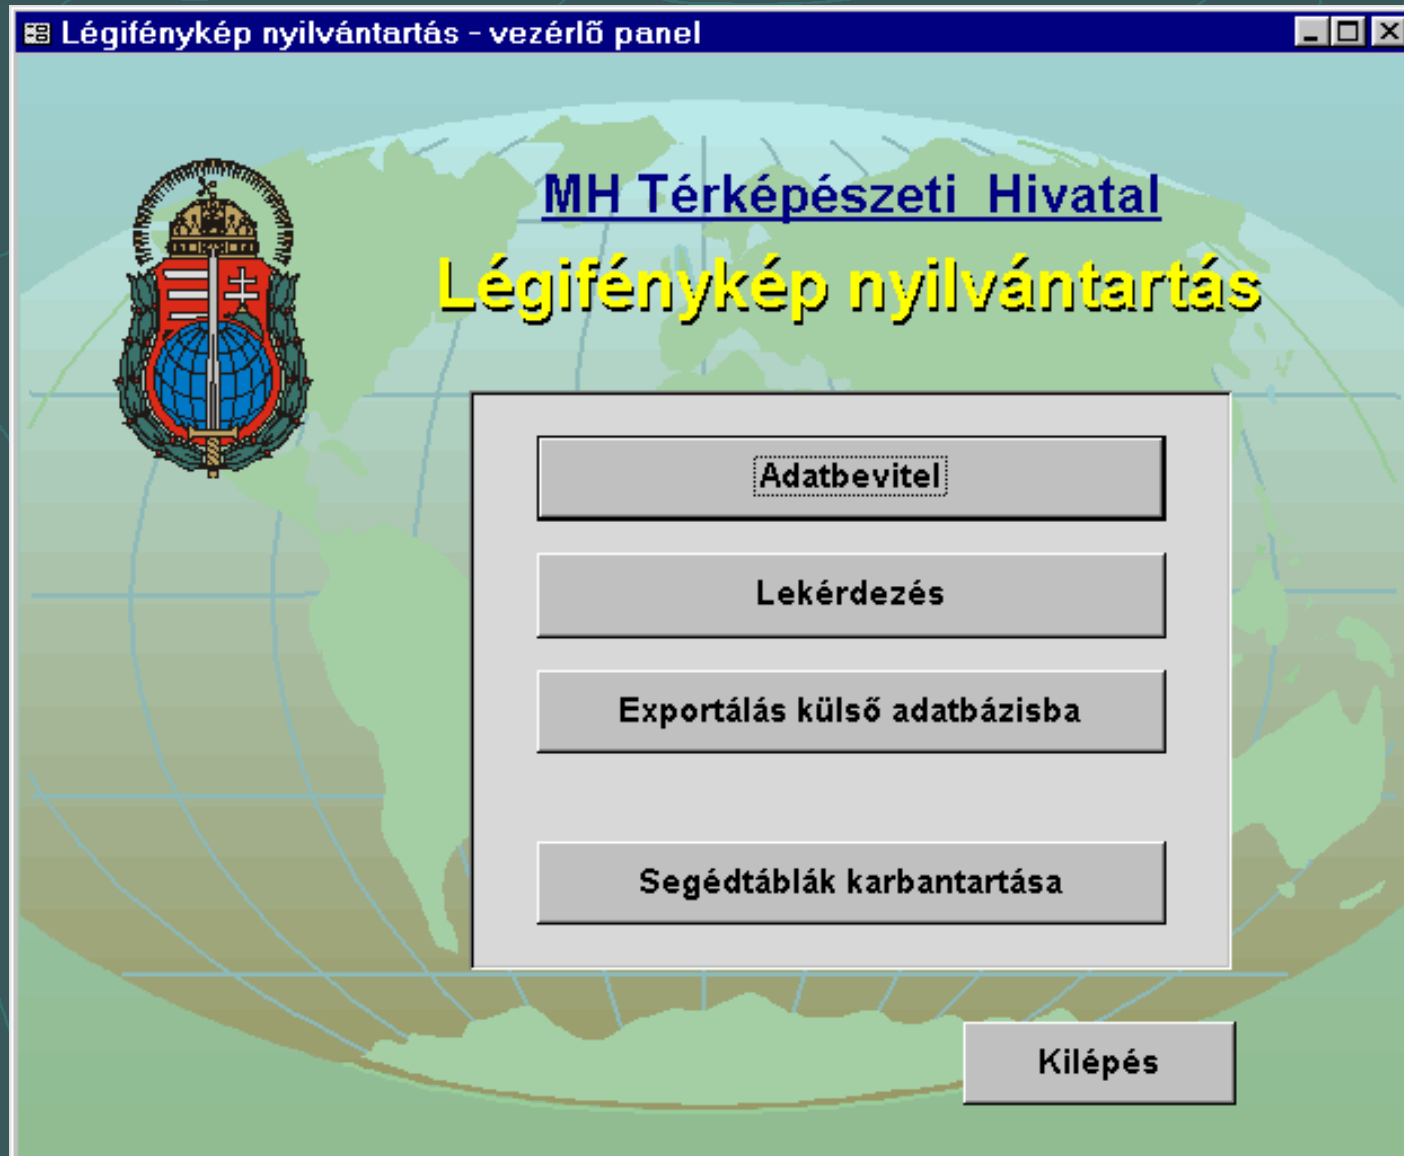 Légifénykép nyilvántartás - vezérlő panel
MH Térképészeti Hivatal
Légifénykép nyilvántartás
Adatbevitel
Lekérdezés
Exportálás külső adatbázisba
Segédtáblák karbantartása
Kilépés